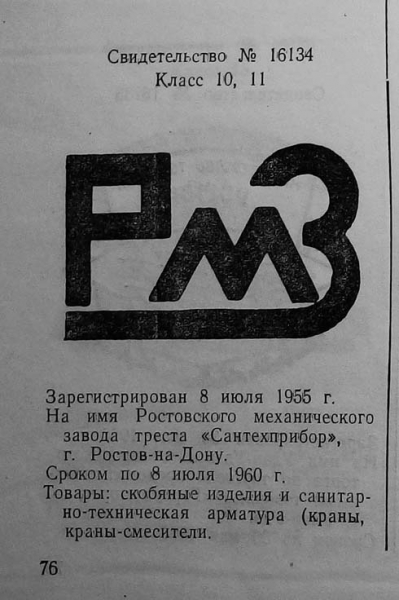 Свидетельство № 16134
Класс 10, 11
РМЗ
Зарегистрирован 8 июля 1955 г.
На имя Ростовского механического
завода треста «Сантехприбор»,
г. Ростов-на-Дону.
Сроком по 8 июля 1960 г.
Товары: скобяные изделия и санитар-
но-техническая арматура (краны,
краны-смесители.
76